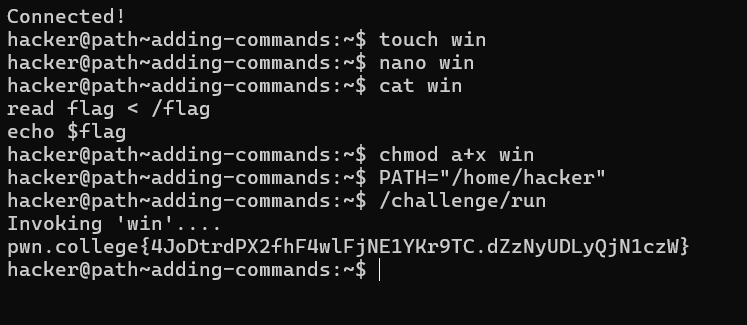 Connected!
hacker@path~adding-commands:~$ touch win
hacker@path~adding-commands:~$ nano win
hacker@path~adding-commands:~$ cat win
read flag < /flag
echo $flag
hacker@path~adding-commands:~$ chmod a+x win
hacker@path~adding-commands:~$ PATH="/home/hacker"
hacker@path~adding-commands:~$ /challenge/run
Invoking 'win'....
pwn.college{4JoDtrdPX2fhF4wlFjNE1YKr9TC.dZzNyUDLyQjN1czW}
hacker@path~adding-commands:~$